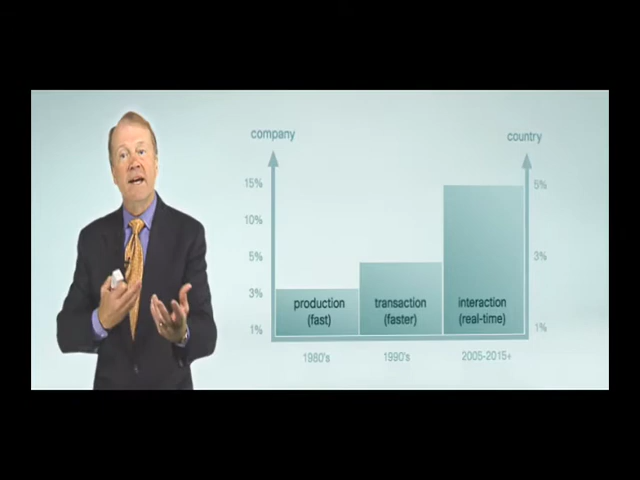 company
country
15%
10%
5%
3%
1%
5%
3%
1%
production
(fast)
transaction
(faster)
interaction
(real-time)
1980's
1990's
2005-2015+